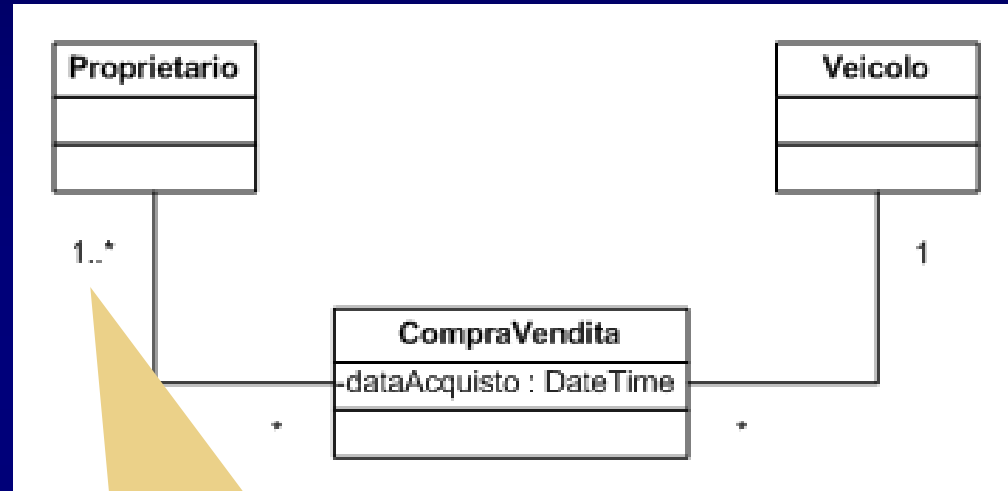 Proprietario
Veicolo
1..*
1
CompraVendita
-dataAcquisto : DateTime
*
*